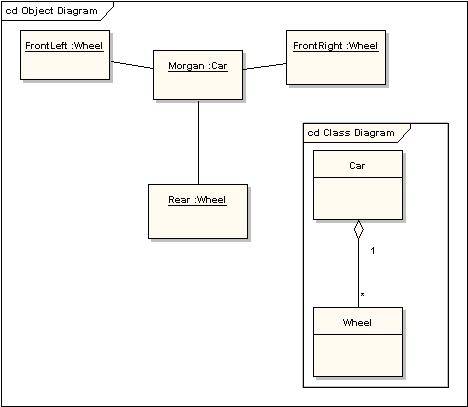 cd Object Diagram
FrontLeft :Wheel
Morgan :Car
FrontRight :Wheel
Rear :Wheel
cd Class Diagram
Car
1
*
Wheel